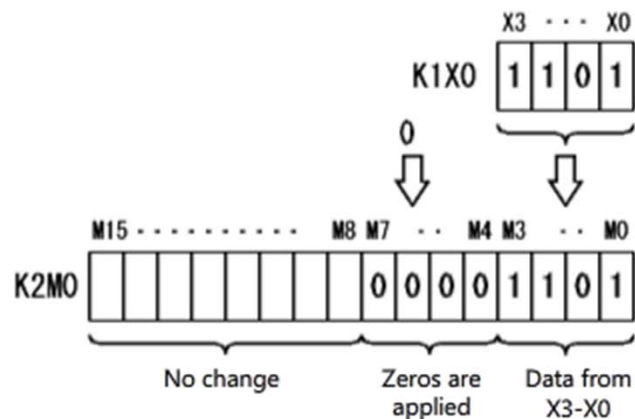 X3 ··· X0
K1X0 1 1 0 1
0
M15 ·········· M8 M7 ·· M4 M3 ·· M0
K2M0 0 0 0 0 1 1 0 1
No change
Zeros are
applied
Data from
X3-X0